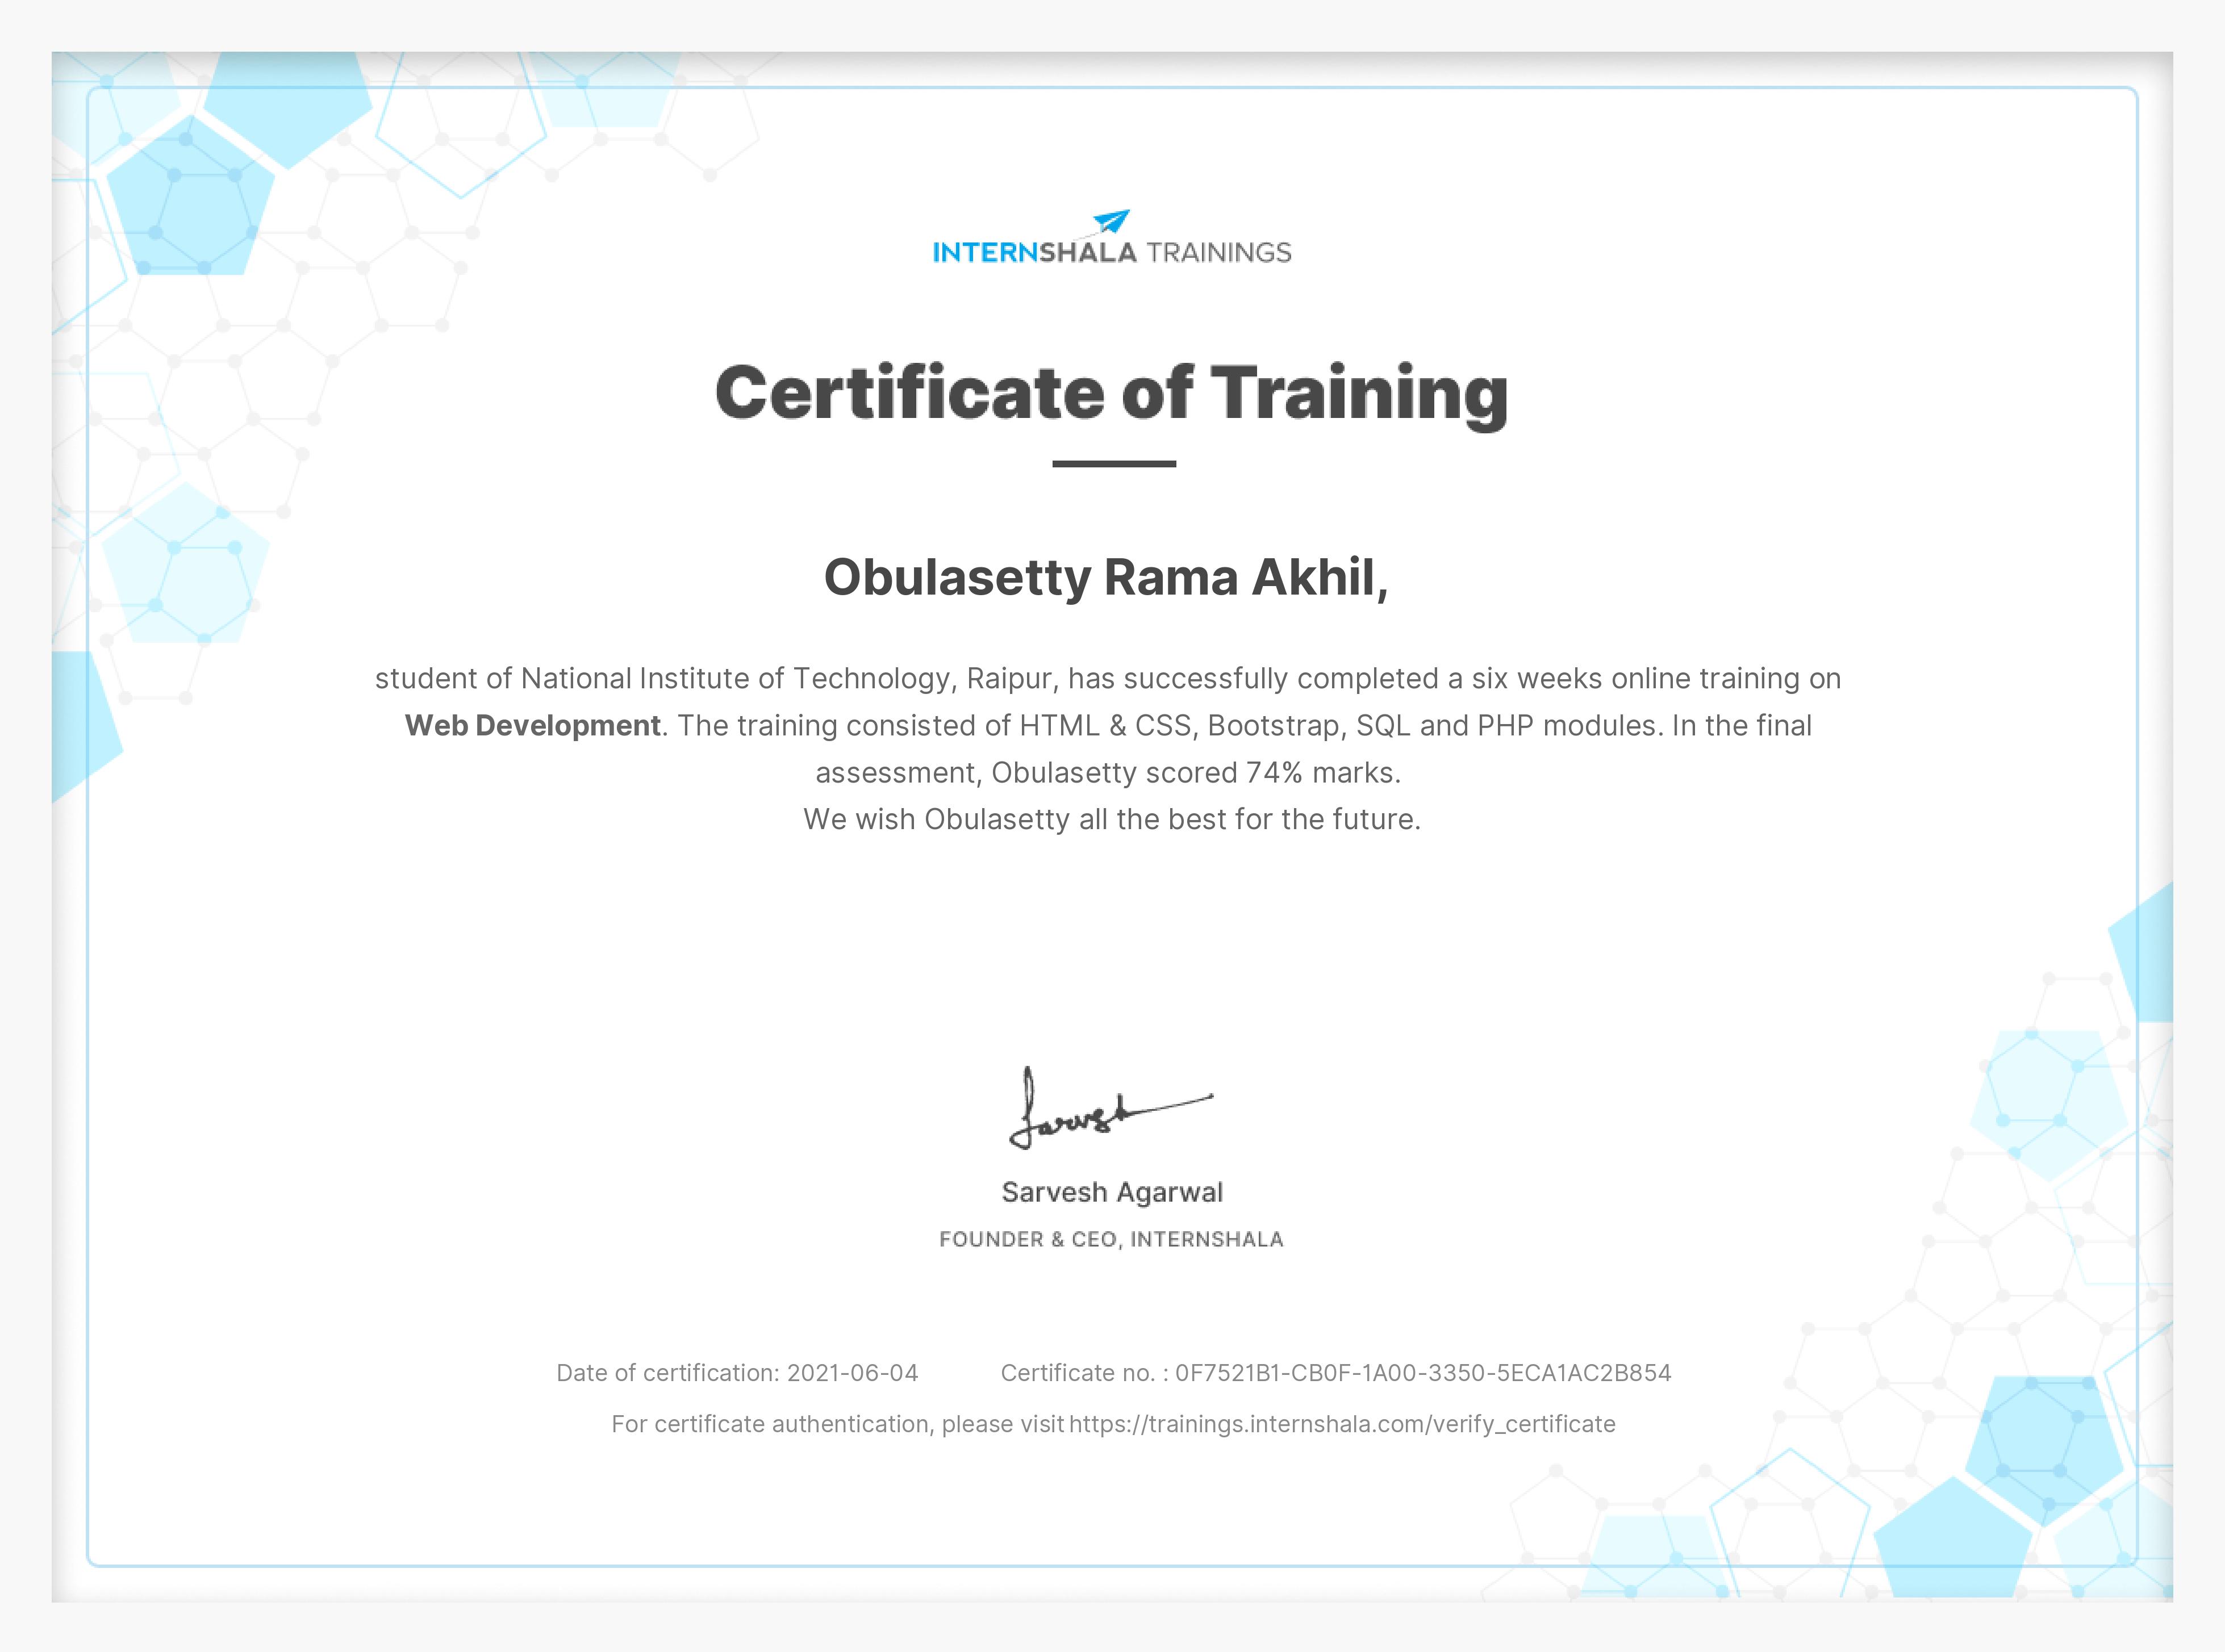 INTERNSHALA TRAININGS
Certificate of Training
Obulasetty Rama Akhil,
student of National Institute of Technology, Raipur, has successfully completed a six weeks online training on
Web Development. The training consisted of HTML & CSS, Bootstrap, SQL and PHP modules. In the final
assessment, Obulasetty scored 74% marks.
We wish Obulasetty all the best for the future.
Sarvesh
Sarvesh Agarwal
FOUNDER & CEO, INTERNSHALA
Date of certification: 2021-06-04 Certificate no. : 0F7521B1-CB0F-1A00-3350-5ECA1AC2B854
For certificate authentication, please visit https://trainings.internshala.com/verify_certificate